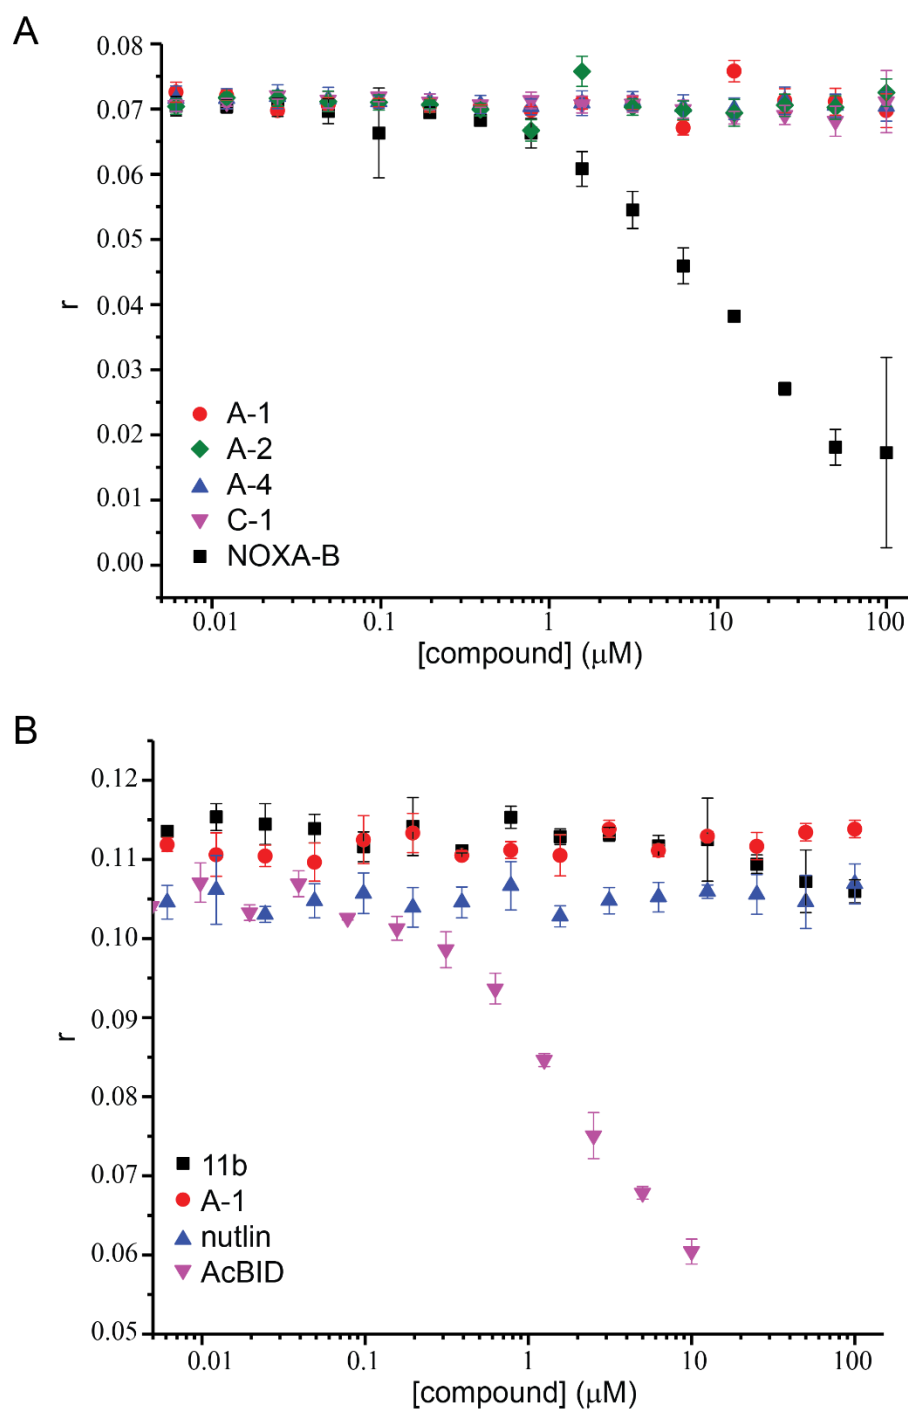 A
0.08
0.07
0.06
0.05
0.04
0.03
0.02
0.01
0.00
r
A-1
A-2
A-4
C-1
NOXA-B
0.01 0.1 1 10 100
[compound] (μM)
B
0.12
0.11
0.10
0.09
0.08
0.07
0.06
0.05
r
11b
A-1
nutlin
AcBID
0.01 0.1 1 10 100
[compound] (μM)